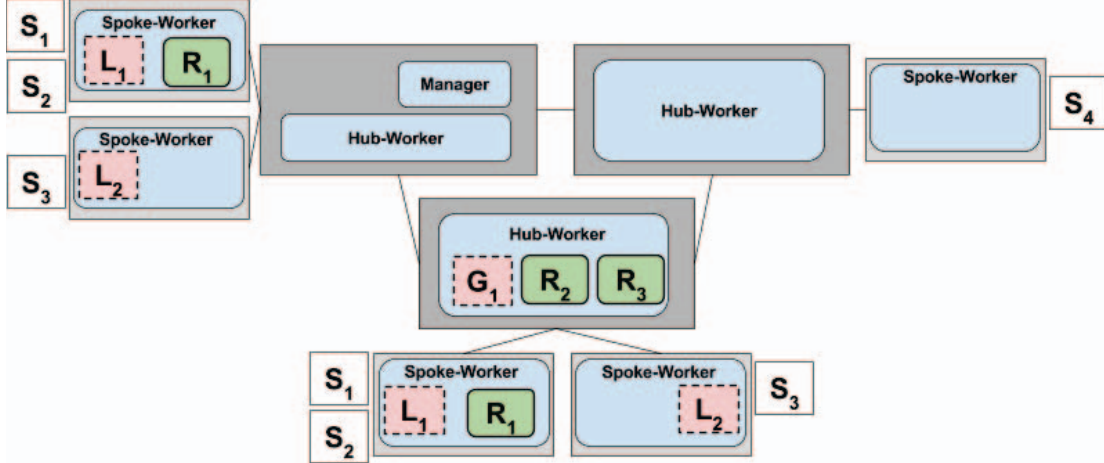 S1
S2
Spoke-Worker
L1 R1
S3
Spoke-Worker
L2
Manager
Hub-Worker
Hub-Worker
Spoke-Worker
S4
Hub-Worker
G1 R2 R3
S1
S2
Spoke-Worker
L1 R1
Spoke-Worker
L2
S3